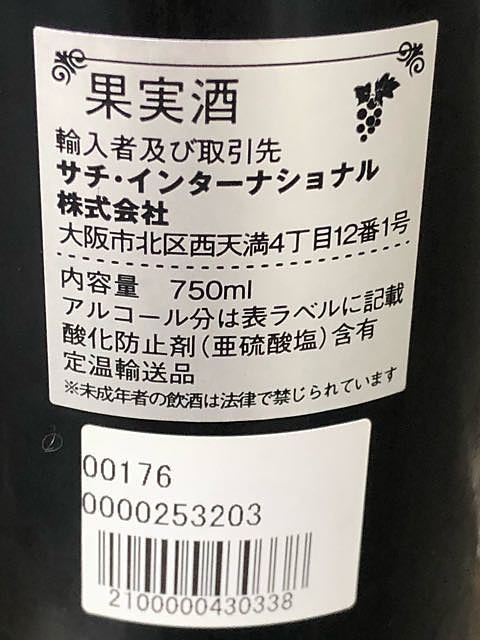 果実酒
輸入者及び取引先
サチ・インターナショナル
株式会社
大阪市北区西天満4丁目12番1号
内容量 750ml
アルコール分は表ラベルに記載
酸化防止剤(亜硫酸塩)含有
定温輸送品
※未成年者の飲酒は法律で禁じられています
00176
0000253203
2100000430338